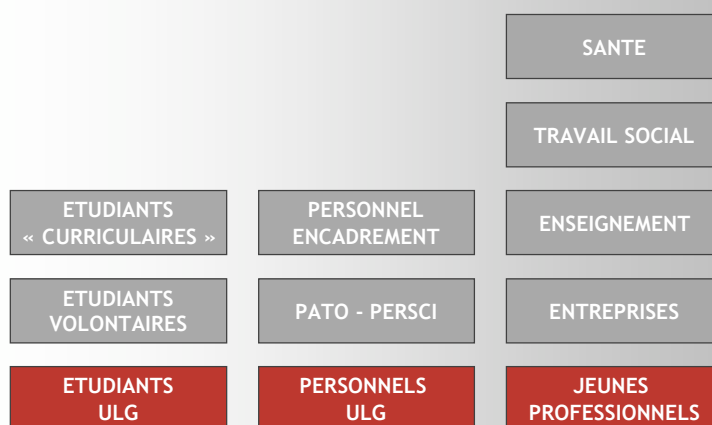 SANTE
TRAVAIL SOCIAL
ETUDIANTS
« CURRICULAIRES »
PERSONNEL
ENCADREMENT
ENSEIGNEMENT
ETUDIANTS
VOLONTAIRES
PATO - PERSCI
ENTREPRISES
ETUDIANTS
ULG
PERSONNELS
ULG
JEUNES
PROFESSIONNELS